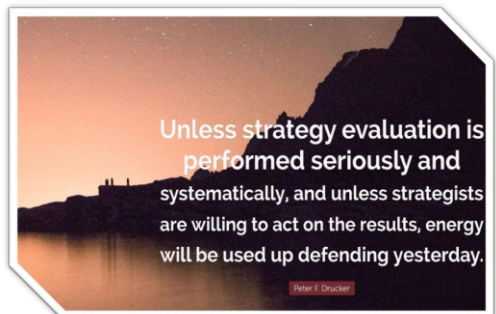 Unless strategy evaluation is
performed seriously and
systematically, and unless strategists
are willing to act on the results, energy
will be used up defending yesterday.
Peter F. Drucker